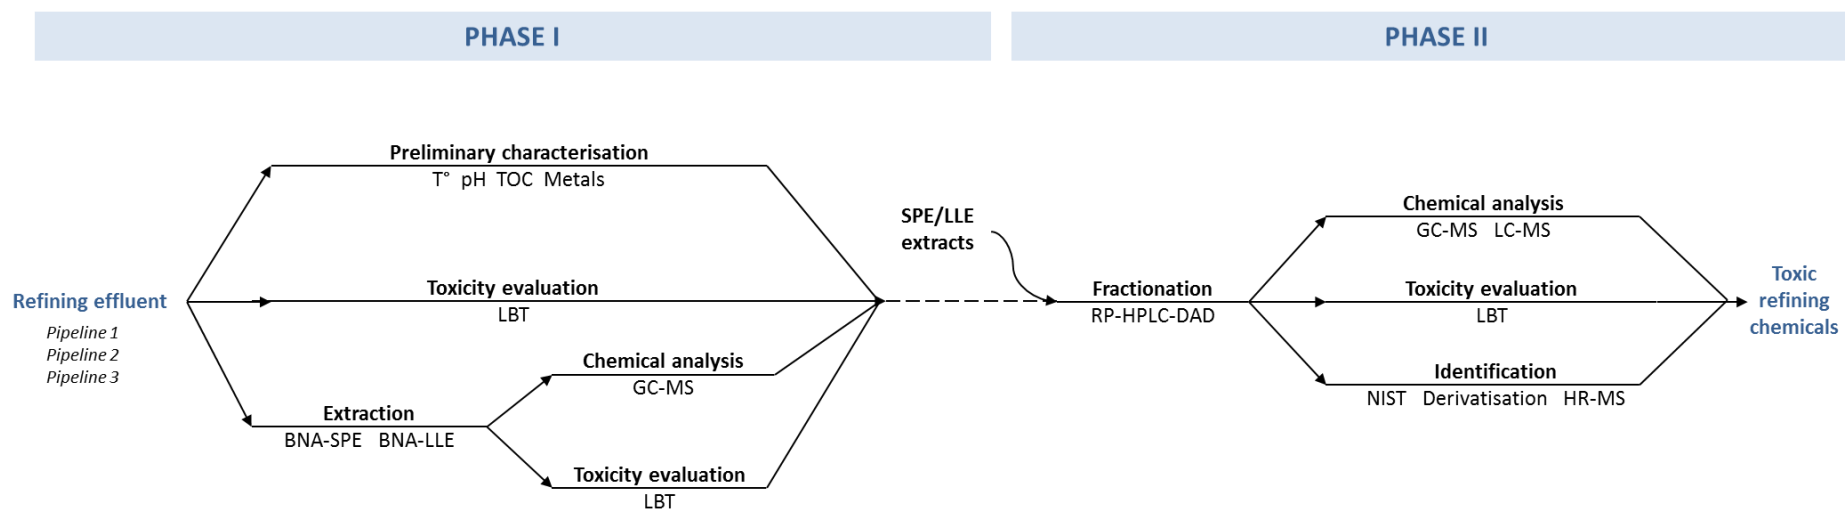 PHASE I
PHASE II
Preliminary characterisation
T° pH TOC Metals
Refining effluent
Pipeline 1
Pipeline 2
Pipeline 3
Toxicity evaluation
LBT
Chemical analysis
GC-MS
Extraction
BNA-SPE BNA-LLE
Toxicity evaluation
LBT
SPE/LLE
extracts
Fractionation
RP-HPLC-DAD
Chemical analysis
GC-MS LC-MS
Toxicity evaluation
LBT
Identification
NIST Derivatisation HR-MS
Toxic
refining
chemicals